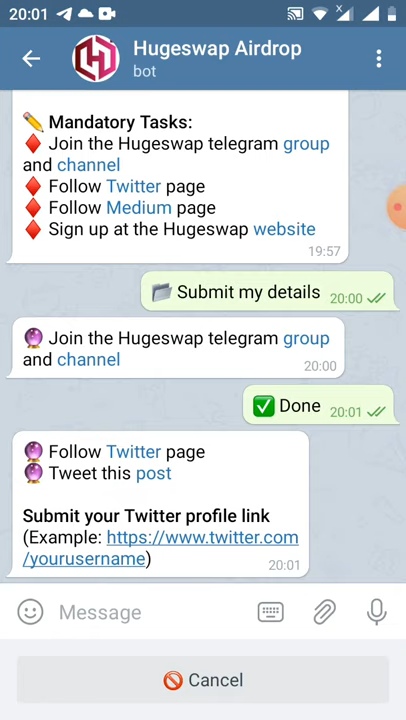 20:01
Hugeswap Airdrop
bot
✏️ Mandatory Tasks:
♦️ Join the Hugeswap telegram group
and channel
♦️ Follow Twitter page
♦️ Follow Medium page
♦️ Sign up at the Hugeswap website
19:57
📂 Submit my details 20:00
🔮 Join the Hugeswap telegram group
and channel 20:00
✅ Done 20:01
🔮 Follow Twitter page
🔮 Tweet this post
Submit your Twitter profile link
(Example: https://www.twitter.com
/yourusername) 20:01
Message
🚫 Cancel